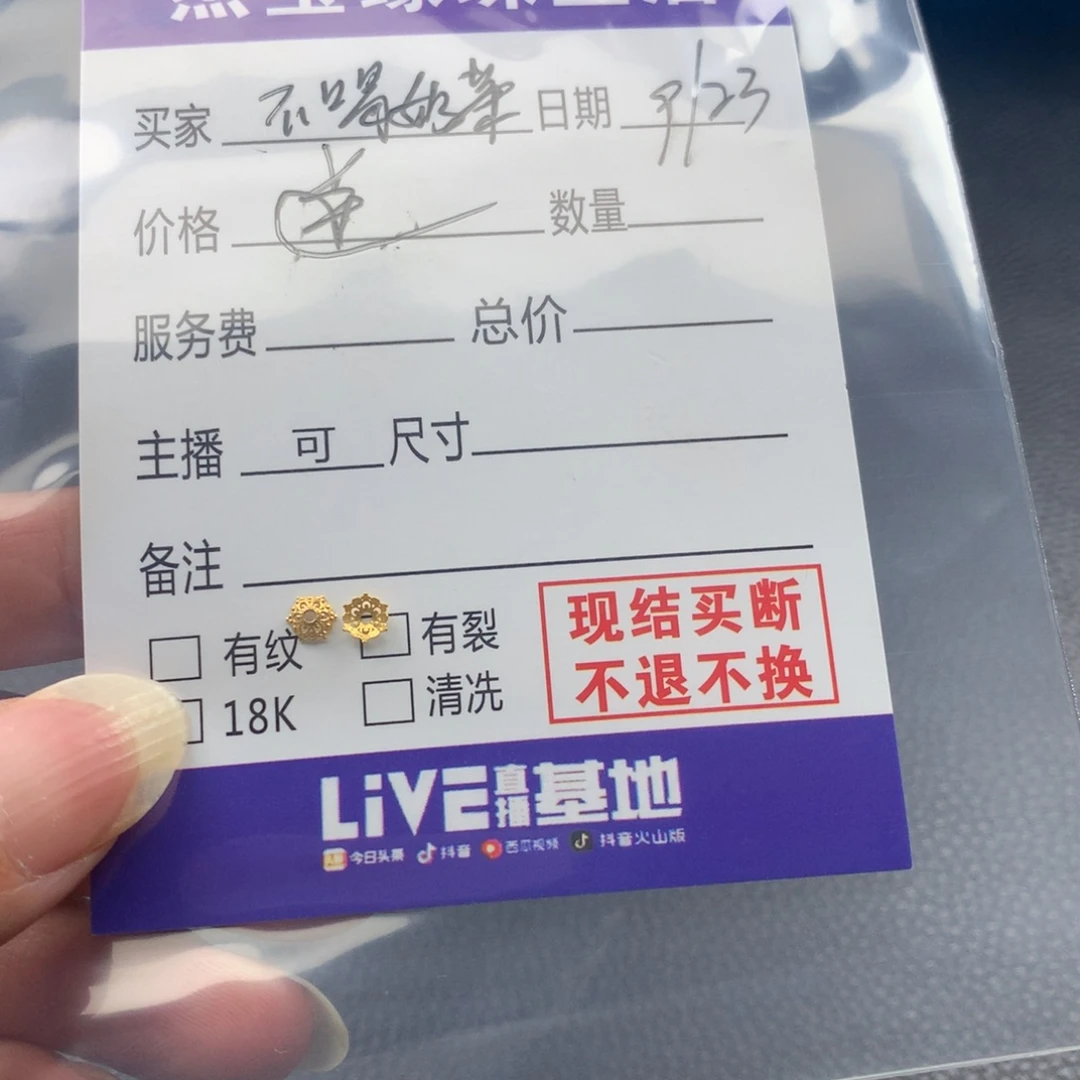 买家 不喝奶茶 日期 9/23
价格 数量
服务费 总价
主播 可 尺寸
备注
有纹 有裂
18K 清洗
现结买断
不退不换
LiVE直播基地
今日头条 抖音 西瓜视频 抖音火山版